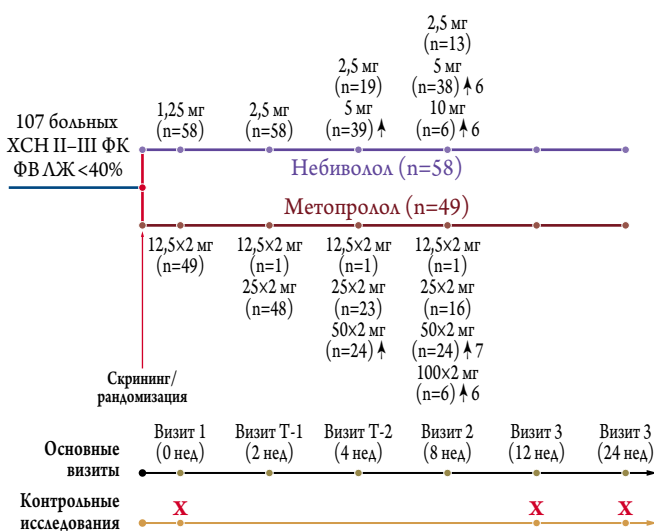 107 больных
ХСН II–III ФК
ФВ ЛЖ <40%
1,25 мг
(n=58)
2,5 мг
(n=58)
2,5 мг
(n=19)
5 мг
(n=39)
2,5 мг
(n=13)
5 мг
(n=38) 6
10 мг
(n=6) 6
Небиволол (n=58)
Метопролол (n=49)
12,5×2 мг
(n=49)
12,5×2 мг
(n=1)
25×2 мг
(n=48)
12,5×2 мг
(n=1)
25×2 мг
(n=23)
50×2 мг
(n=24)
12,5×2 мг
(n=1)
25×2 мг
(n=16)
50×2 мг
(n=24) 7
100×2 мг
(n=6) 6
Скрининг/
рандомизация
Основные
визиты
Визит 1
(0 нед)
Визит Т-1
(2 нед)
Визит Т-2
(4 нед)
Визит 2
(8 нед)
Визит 3
(12 нед)
Визит 3
(24 нед)
Контрольные
исследования
X X X